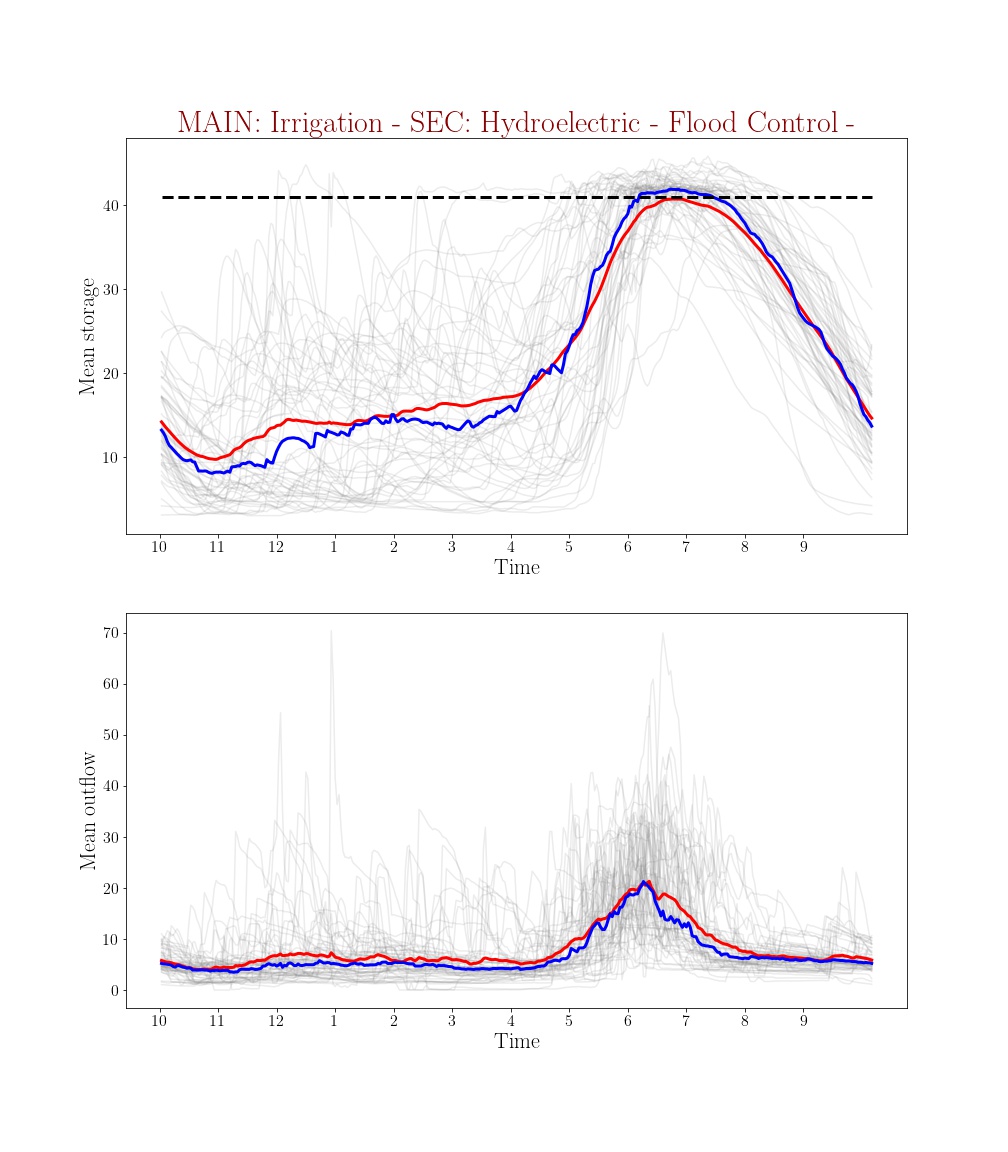 MAIN: Irrigation - SEC: Hydroelectric - Flood Control -
Mean storage
40
30
20
10
10 11 12 1 2 3 4 5 6 7 8 9
Time
Mean outflow
70
60
50
40
30
20
10
0
10 11 12 1 2 3 4 5 6 7 8 9
Time